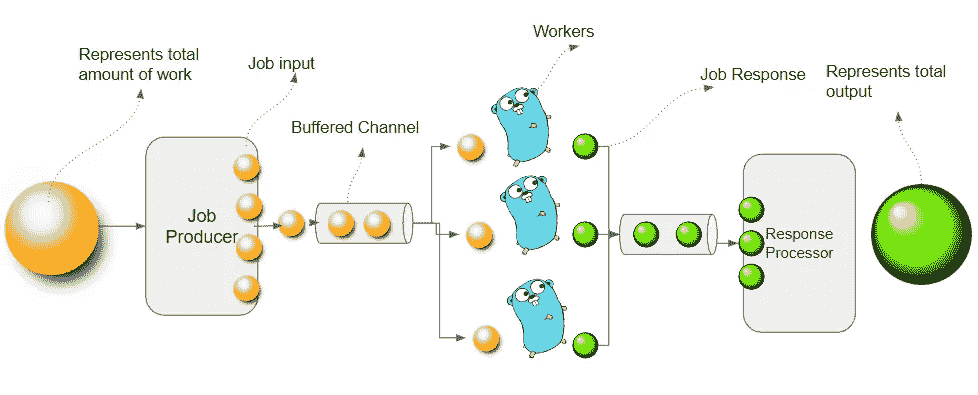 Represents total
amount of work
Job input
Buffered Channel
Workers
Job Response
Represents total
output
Job
Producer
Response
Processor